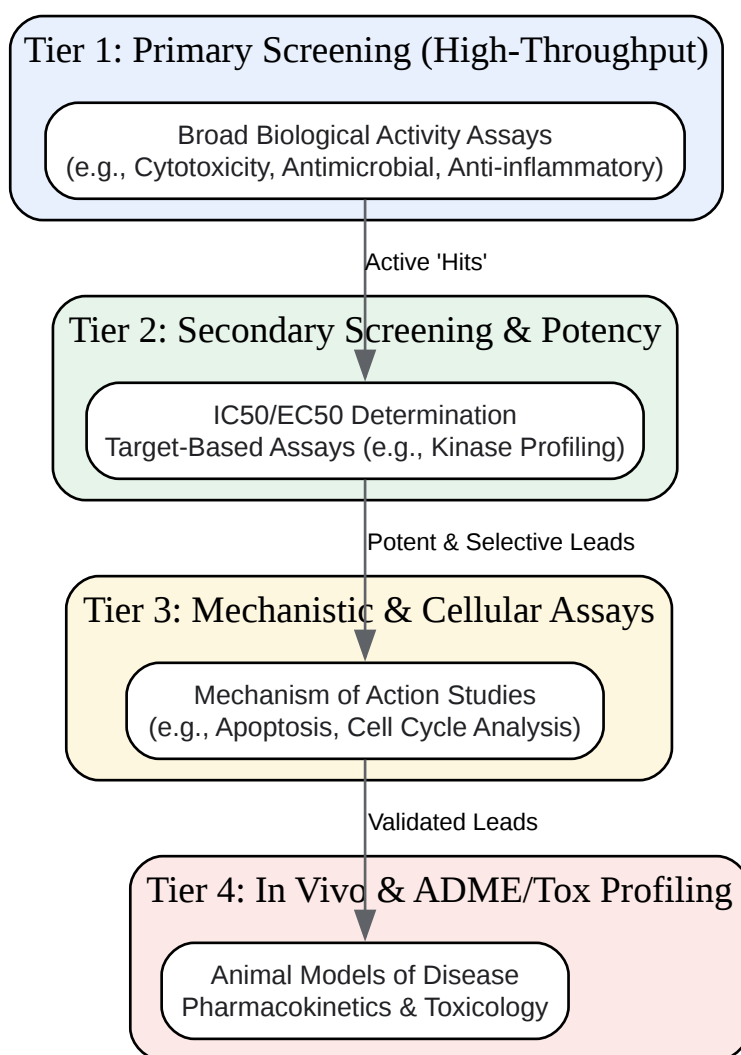 Tier 1: Primary Screening (High-Throughput)
Broad Biological Activity Assays
(e.g., Cytotoxicity, Antimicrobial, Anti-inflammatory)
Active 'Hits'
Tier 2: Secondary Screening & Potency
IC50/EC50 Determination
Target-Based Assays (e.g., Kinase Profiling)
Potent & Selective Leads
Tier 3: Mechanistic & Cellular Assays
Mechanism of Action Studies
(e.g., Apoptosis, Cell Cycle Analysis)
Validated Leads
Tier 4: In Vivo & ADME/Tox Profiling
Animal Models of Disease
Pharmacokinetics & Toxicology